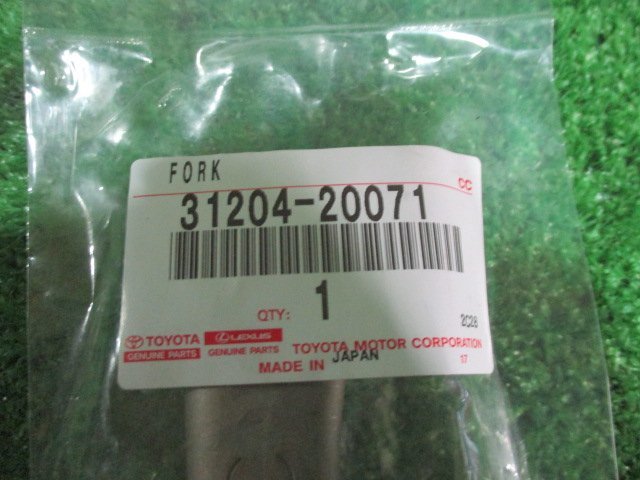 FORK
CC
31204-20071
QTY: 1
2C28
TOYOTA LEXUS
GENUINE PARTS GENUINE PARTS TOYOTA MOTOR CORPORATION
MADE IN JAPAN 17